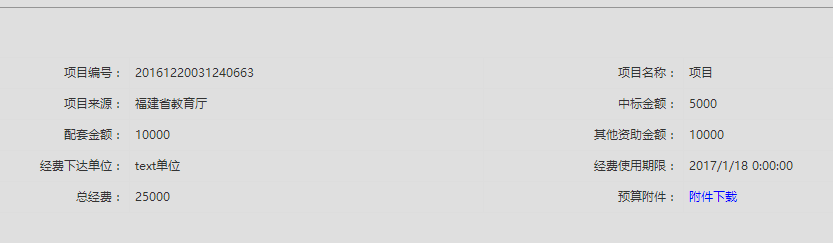 项目编号： 20161220031240663 项目名称： 项目
项目来源： 福建省教育厅 中标金额： 5000
配套金额： 10000 其他资助金额： 10000
经费下达单位： text单位 经费使用期限： 2017/1/18 0:00:00
总经费： 25000 预算附件： 附件下载